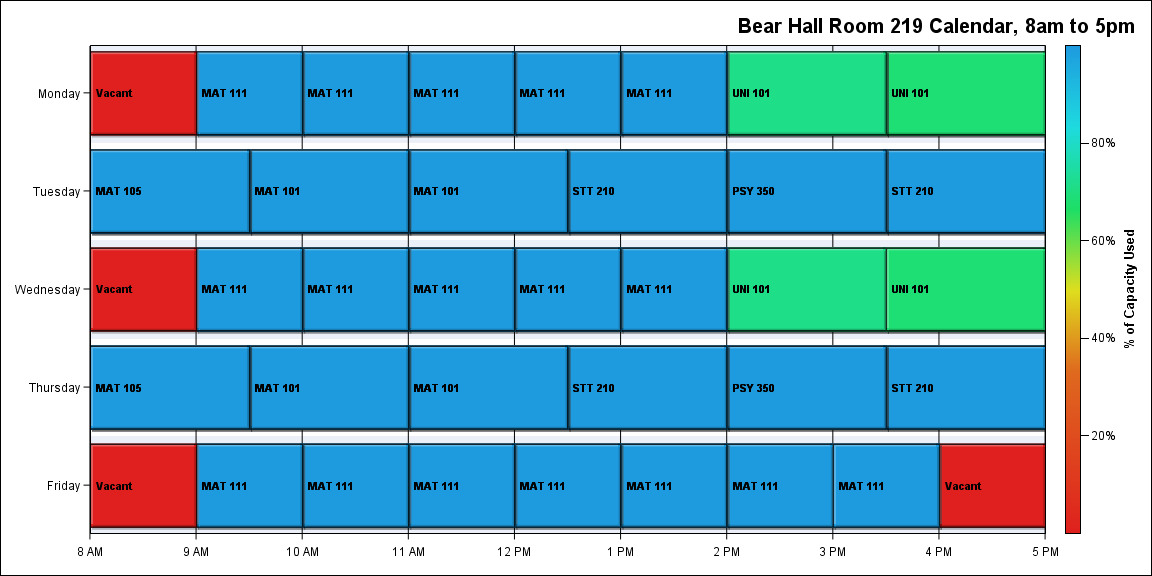 Bear Hall Room 219 Calendar, 8am to 5pm
Monday Vacant MAT 111 MAT 111 MAT 111 MAT 111 MAT 111 UNI 101 UNI 101
80%
Tuesday MAT 105 MAT 101 MAT 101 STT 210 PSY 350 STT 210
60%
% of Capacity Used
Wednesday Vacant MAT 111 MAT 111 MAT 111 MAT 111 MAT 111 UNI 101 UNI 101
40%
Thursday MAT 105 MAT 101 MAT 101 STT 210 PSY 350 STT 210
20%
Friday Vacant MAT 111 MAT 111 MAT 111 MAT 111 MAT 111 MAT 111 MAT 111 Vacant
8 AM 9 AM 10 AM 11 AM 12 PM 1 PM 2 PM 3 PM 4 PM 5 PM